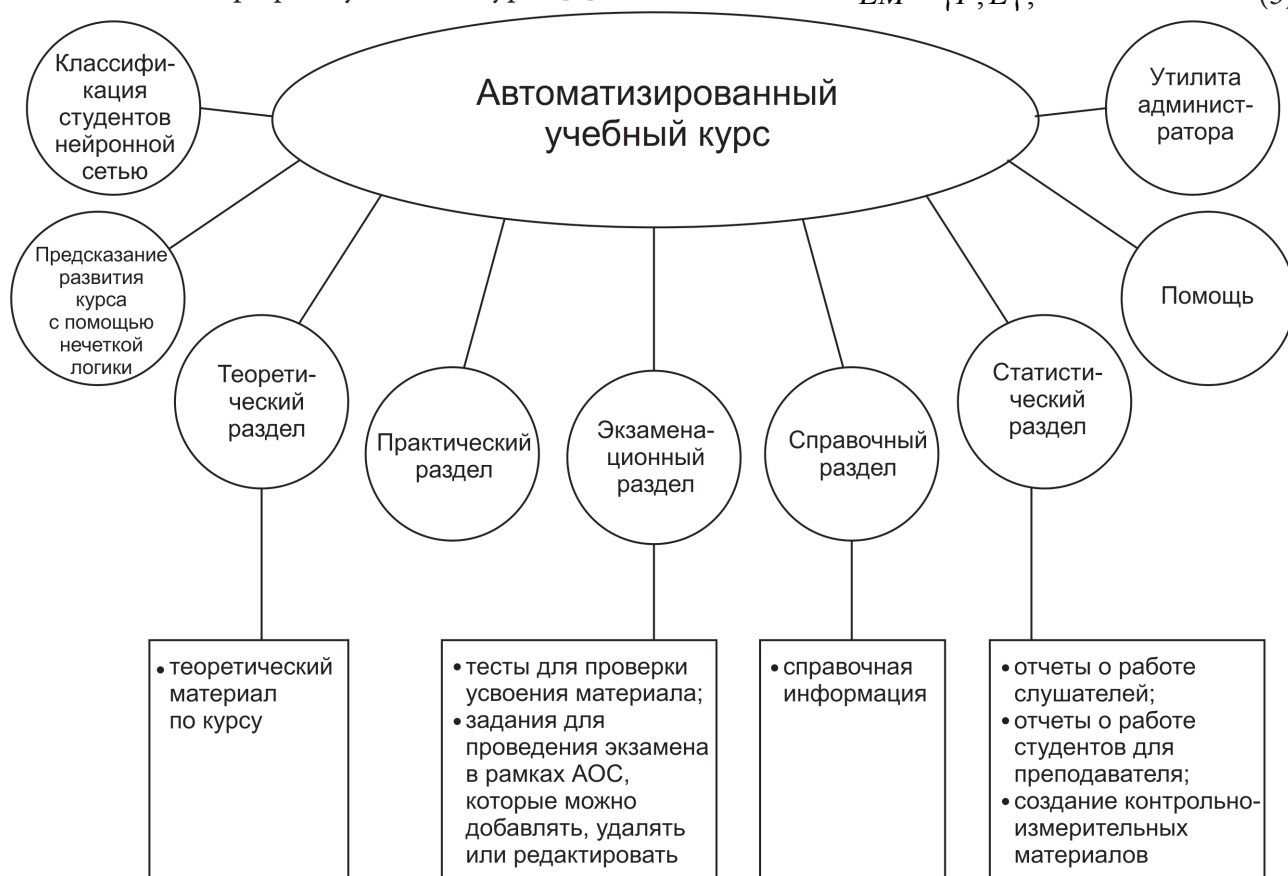 Автоматизированный
учебный курс
Классифи-
кация
студентов
нейронной
сетью
Предсказание
развития
курса
с помощью
нечеткой
логики
Теорети-
ческий
раздел
Практический
раздел
Экзамена-
ционный
раздел
Справочный
раздел
Статисти-
ческий
раздел
Помощь
Утилита
админист-
ратора
• теоретический
материал
по курсу
• тесты для проверки
усвоения материала;
• задания для
проведения экзамена
в рамках АОС,
которые можно
добавлять, удалять
или редактировать
• справочная
информация
• отчеты о работе
слушателей;
• отчеты о работе
студентов для
преподавателя;
• создание контрольно-
измерительных
материалов